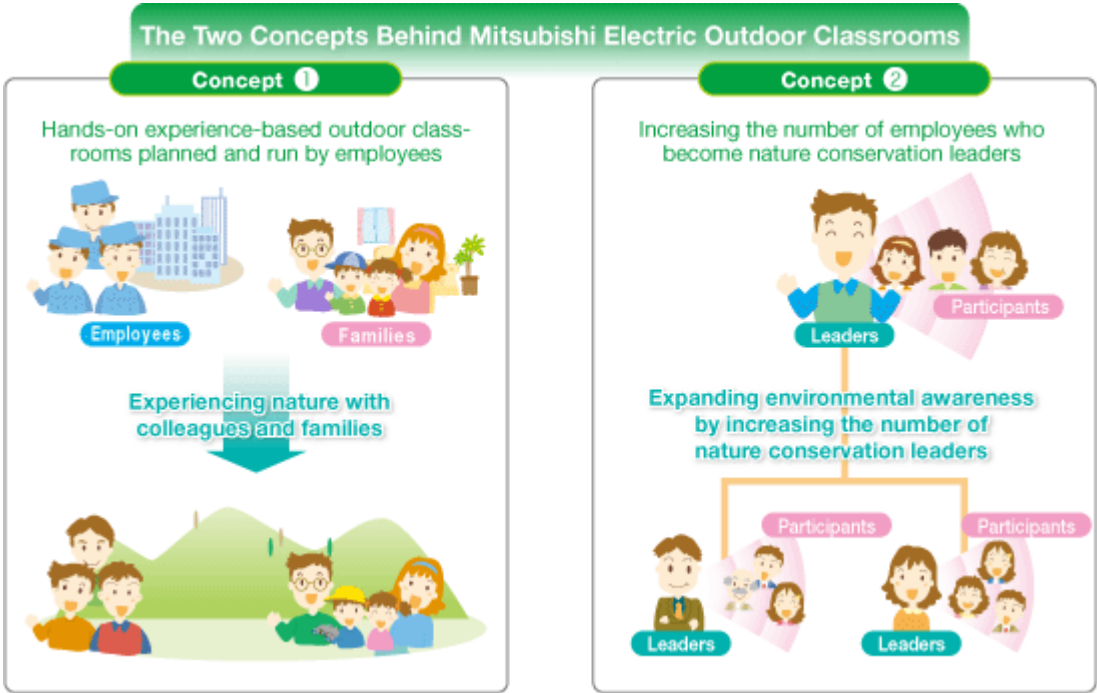 The Two Concepts Behind Mitsubishi Electric Outdoor Classrooms
Concept ❶
Hands-on experience-based outdoor class-
rooms planned and run by employees
Employees
Families
Experiencing nature with
colleagues and families
Concept ❷
Increasing the number of employees who
become nature conservation leaders
Participants
Leaders
Expanding environmental awareness
by increasing the number of
nature conservation leaders
Participants
Participants
Leaders
Leaders